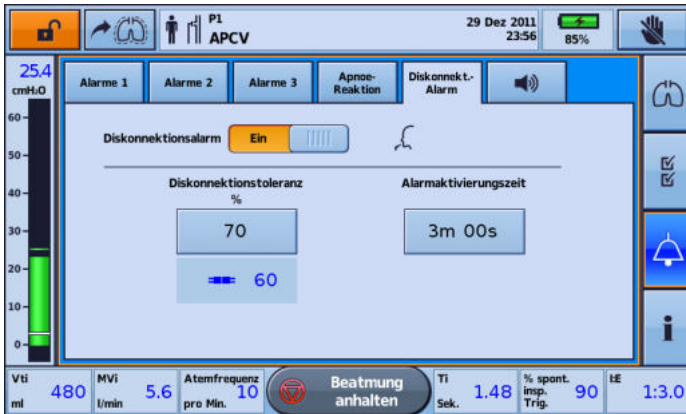 P1
APCV
29 Dez 2011
23:56
85%
25.4
cmH₂O
60
50
40
30
20
10
0
Alarme 1
Alarme 2
Alarme 3
Apnoe-
Reaktion
Diskonnekt.-
Alarm
Diskonnektionsalarm
Ein
Diskonnektionstoleranz
%
70
60
Alarmaktivierungszeit
3m 00s
i
Vti
480
ml
MVi
5.6
l/min
Atemfrequenz
10
pro Min.
Beatmung
anhalten
Ti
1.48
Sek.
% spont.
insp.
Trig.
90
I:E
1:3.0